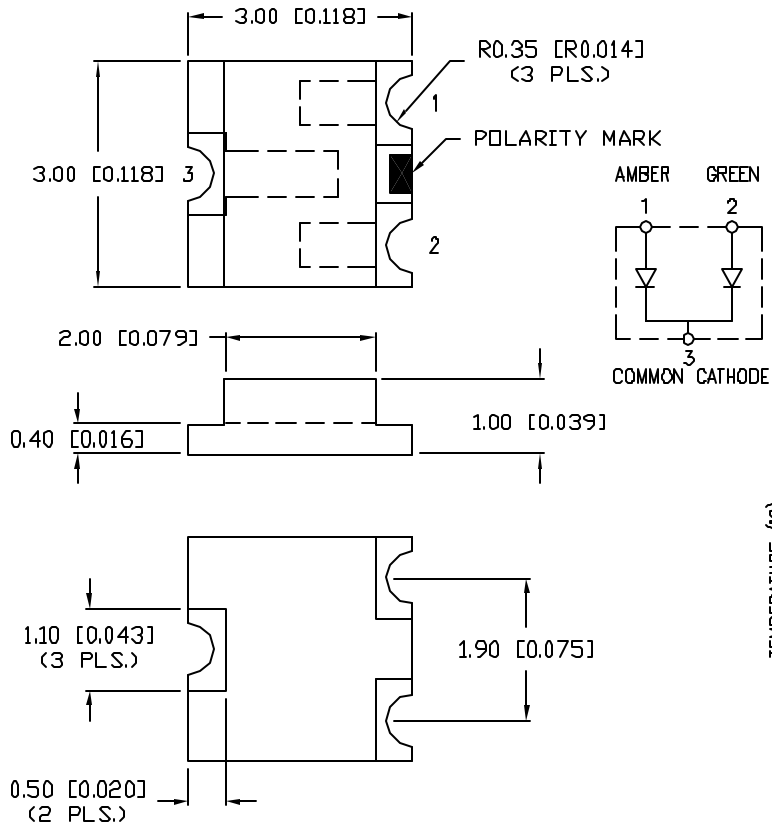 3.00 [0.118]
R0.35 [R0.014]
(3 PLS.)
1
POLARITY MARK
3.00 [0.118]
3
2
AMBER GREEN
1 2
3
COMMON CATHODE
2.00 [0.079]
1.00 [0.039]
0.40 [0.016]
TEMPERATURE (°C)
1.10 [0.043]
(3 PLS.)
1.90 [0.075]
0.50 [0.020]
(2 PLS.)